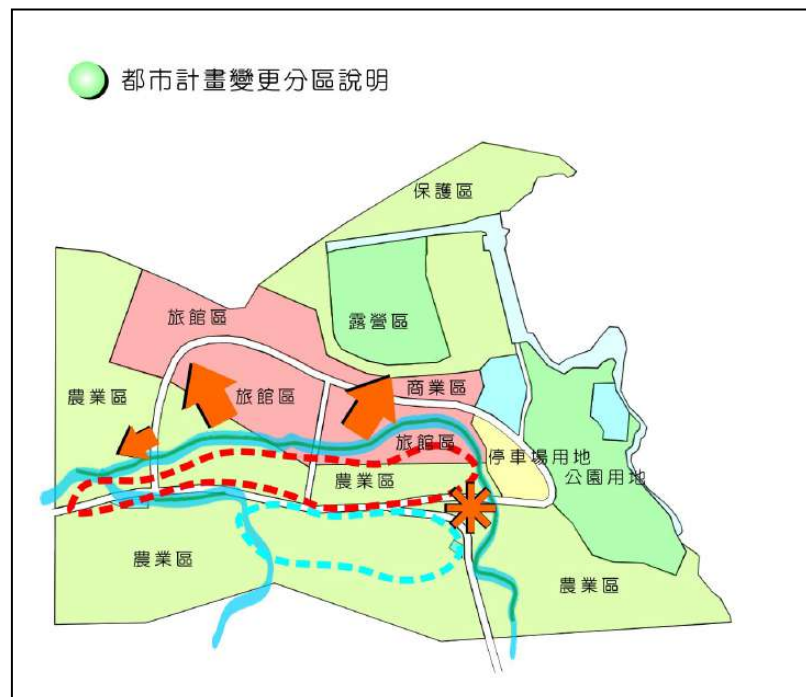 都市計畫變更分區說明
保護區
旅館區
露營區
農業區
旅館區
商業區
旅館區
停車場用地
農業區
公園用地
農業區
農業區